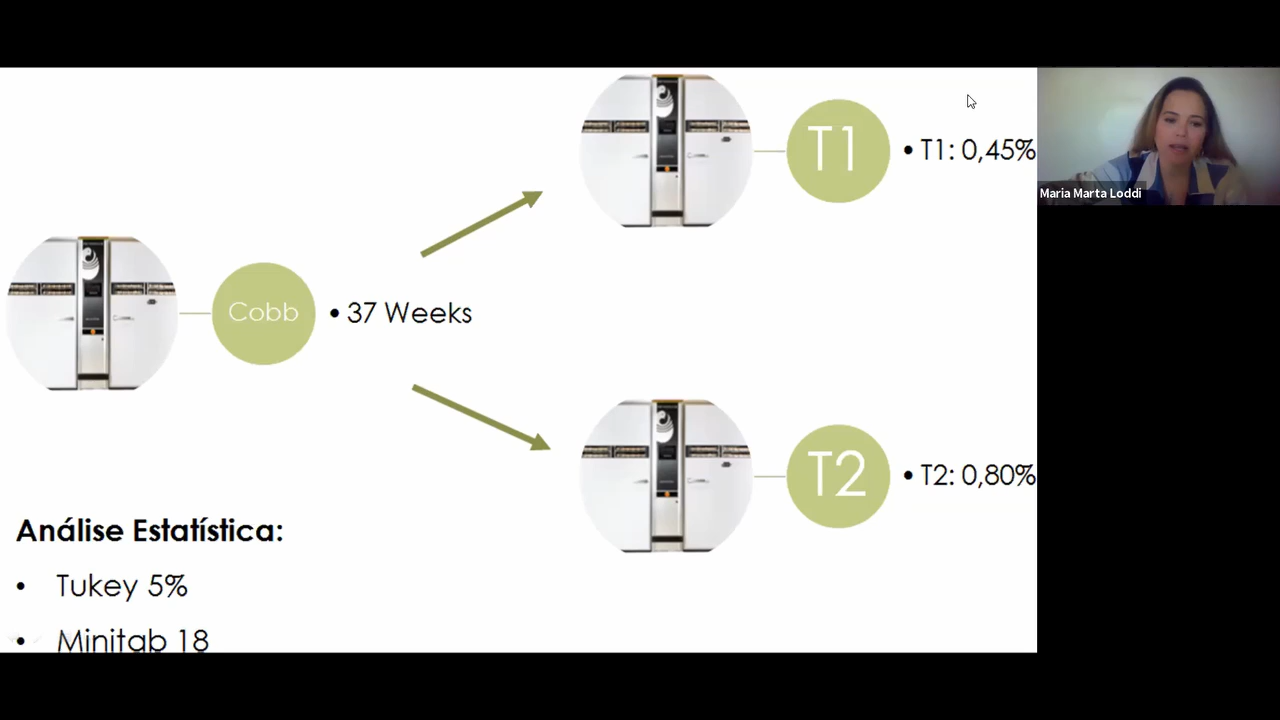 T1
• T1: 0,45%
Maria Marta Loddi
Cobb
• 37 Weeks
T2
• T2: 0,80%
Análise Estatística:
• Tukey 5%
• Minitab 18